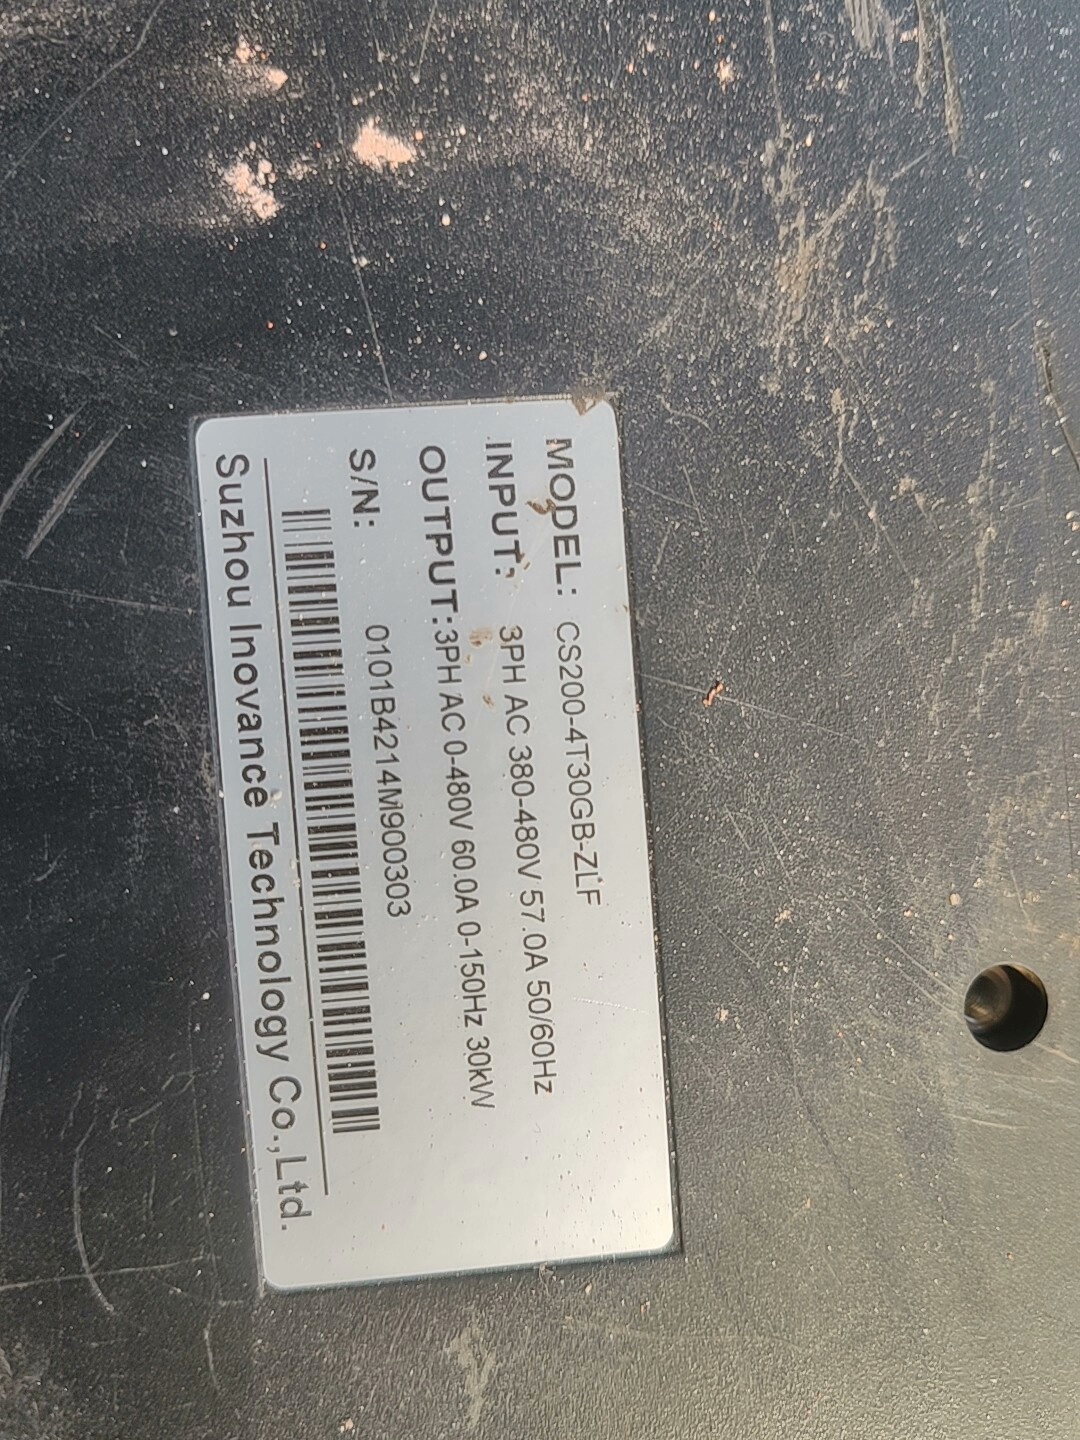 MODEL: CS200-4T30GB-ZLF
INPUT: 3PH AC 380-480V 57.0A 50/60Hz
OUTPUT:3PH AC 0-480V 60.0A 0-150Hz 30kW
S/N: 0101B4214M900303
Suzhou Inovance Technology Co.,Ltd.